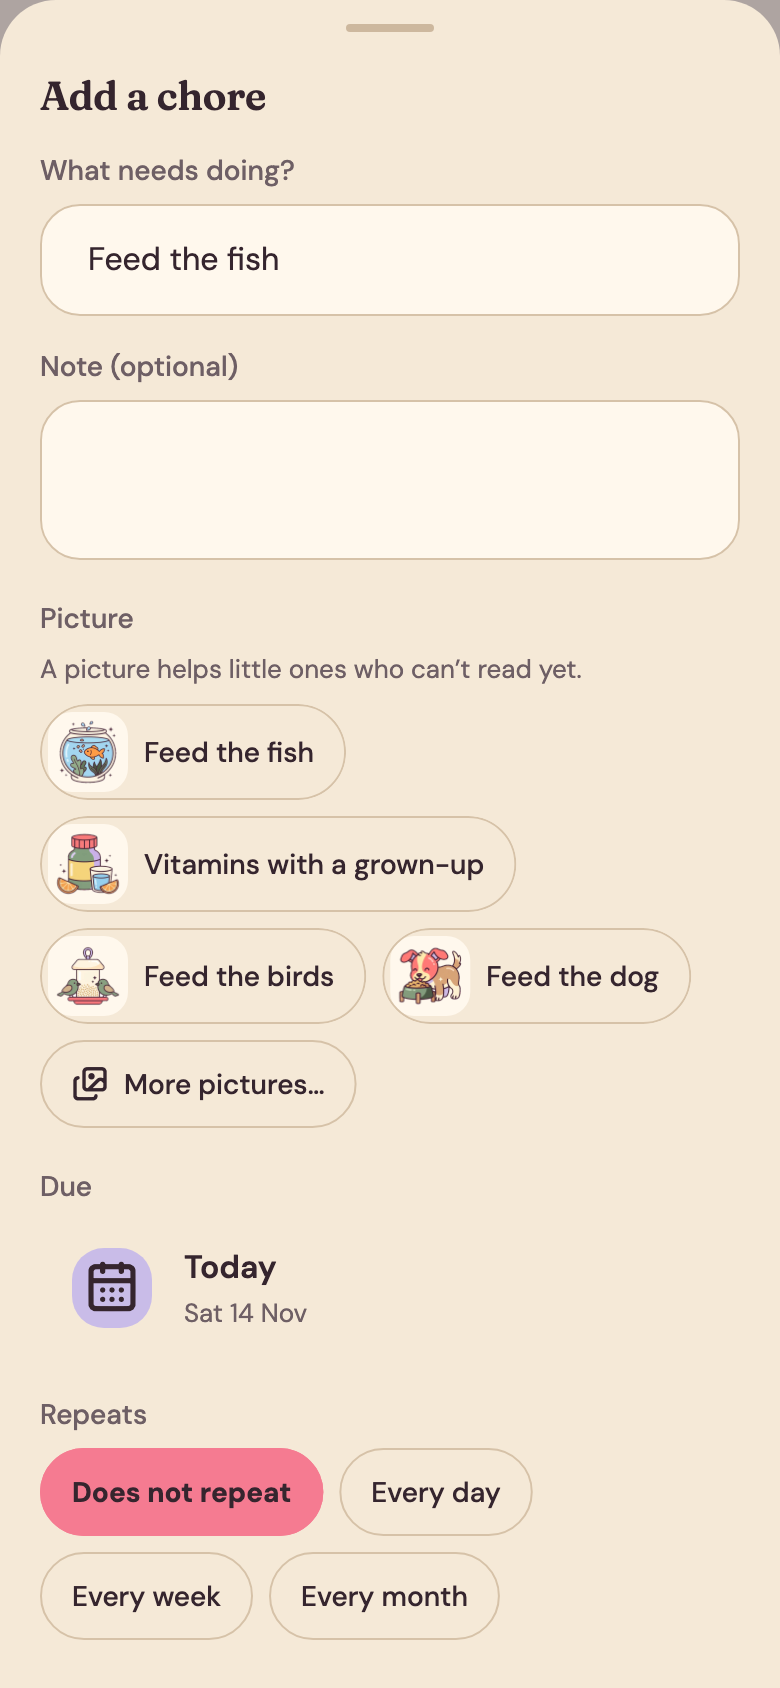 Add a chore
What needs doing?
Feed the fish
Note (optional)
Picture
A picture helps little ones who can’t read yet.
Feed the fish
Vitamins with a grown-up
Feed the birds
Feed the dog
More pictures...
Due
Today
Sat 14 Nov
Repeats
Does not repeat
Every day
Every week
Every month